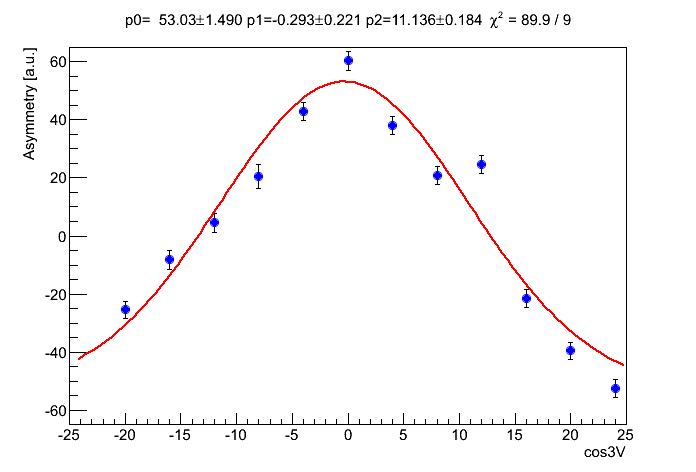 p0=  53.03±1.490 p1=-0.293±0.221 p2=11.136±0.184  χ² = 89.9 / 9
Asymmetry [a.u.]
60
40
20
0
-20
-40
-60
-25 -20 -15 -10 -5 0 5 10 15 20 25
cos3V